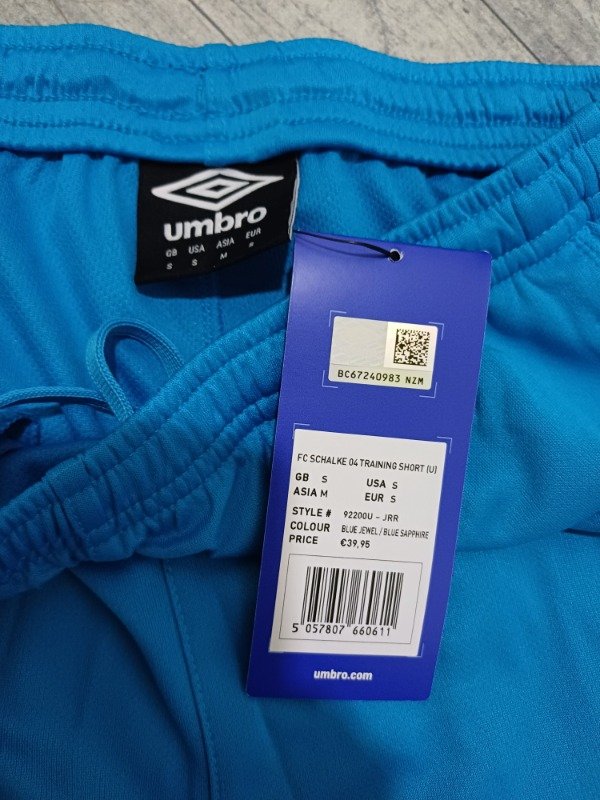 umbro
GB USA ASIA EUR
S S M S
BC67240983 NZM
FC SCHALKE 04 TRAINING SHORT (U)
GB S USA S
ASIA M EUR S
STYLE # 92200U - JRR
COLOUR BLUE JEWEL / BLUE SAPPHIRE
PRICE €39,95
5 057807 660611
umbro.com